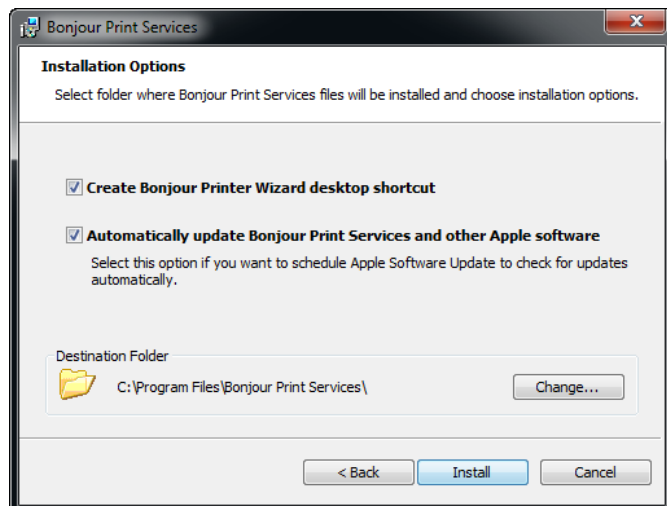 Bonjour Print Services
Installation Options
Select folder where Bonjour Print Services files will be installed and choose installation options.
Create Bonjour Printer Wizard desktop shortcut
Automatically update Bonjour Print Services and other Apple software
Select this option if you want to schedule Apple Software Update to check for updates
automatically.
Destination Folder
C:\Program Files\Bonjour Print Services\
Change...
< Back
Install
Cancel